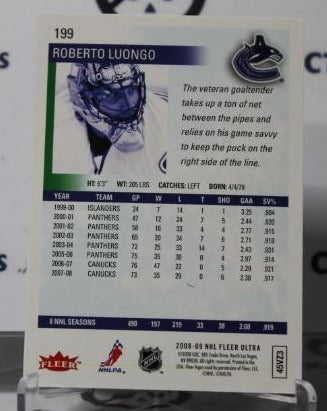 199
ROBERTO LUONGO
The veteran goaltender
takes up a ton of net
between the pipes and
relies on his game savvy
to keep the puck on the
right side of the line.
HT: 6'3" WT: 205 LBS CATCHES: LEFT BORN: 4/4/79
YEAR TEAM GP W L T SHO GAA SV%
1999-00 ISLANDERS 24 7 14 1 1 3.25 .904
2000-01 PANTHERS 47 12 24 7 5 2.44 .920
2001-02 PANTHERS 58 16 33 4 4 2.77 .915
2002-03 PANTHERS 65 20 34 7 6 2.71 .918
2003-04 PANTHERS 72 25 33 14 7 2.43 .931
2005-06 PANTHERS 75 35 30 0 4 2.97 .914
2006-07 CANUCKS 76 47 22 0 5 2.29 .921
2007-08 CANUCKS 73 35 29 0 6 2.38 .917
8 NHL SEASONS 490 197 219 33 38 2.60 .919
FLEER
NHLPA
NHL
2008-09 NHL FLEER ULTRA
451VZ3